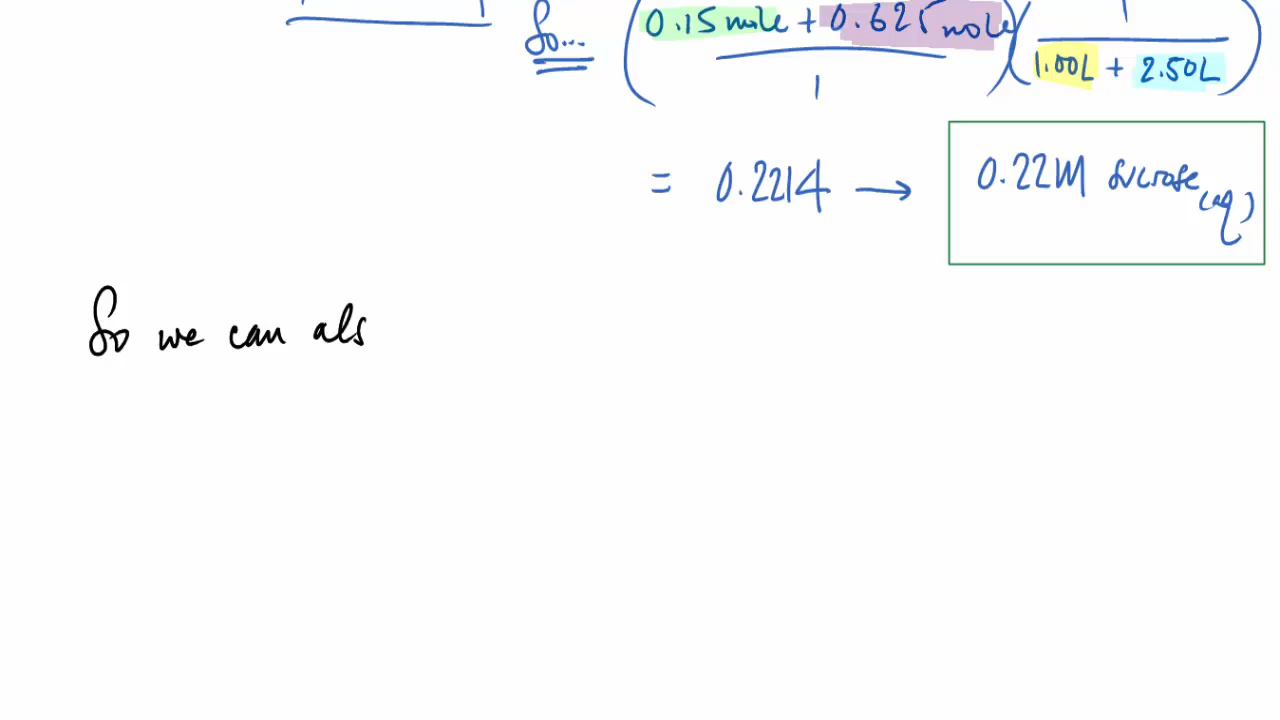 So... (0.15 mole + 0.625 mole / 1) (1 / 1.00L + 2.50L)
= 0.2214 → 0.22M sucrose (aq)
So we can als